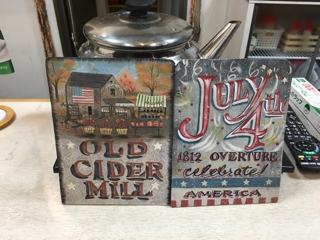 OLD
CIDER
MILL
July
4th
1812 OVERTURE
celebrate!
AMERICA